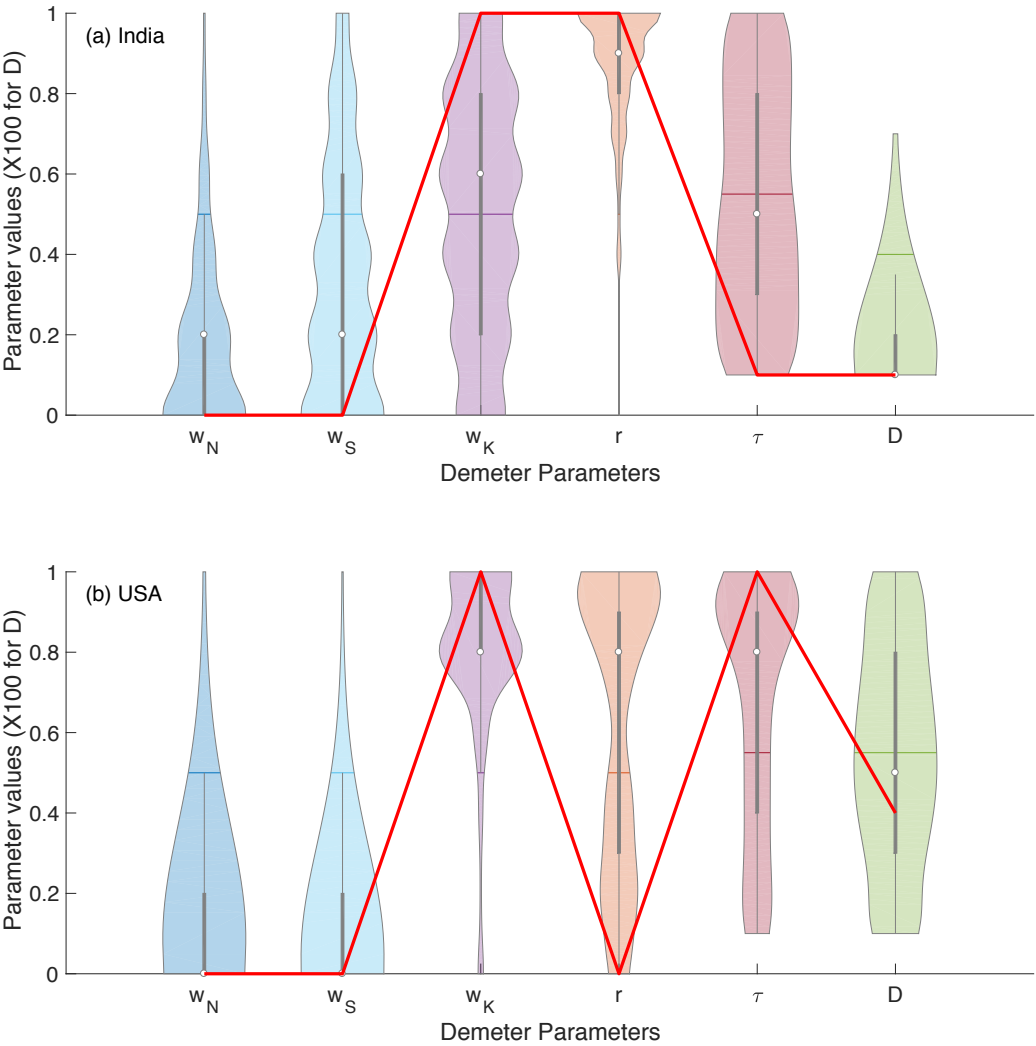 (a) India
Parameter values (X100 for D)
1
0.8
0.6
0.4
0.2
0
w_N w_S w_K r τ D
Demeter Parameters
(b) USA
Parameter values (X100 for D)
1
0.8
0.6
0.4
0.2
0
w_N w_S w_K r τ D
Demeter Parameters